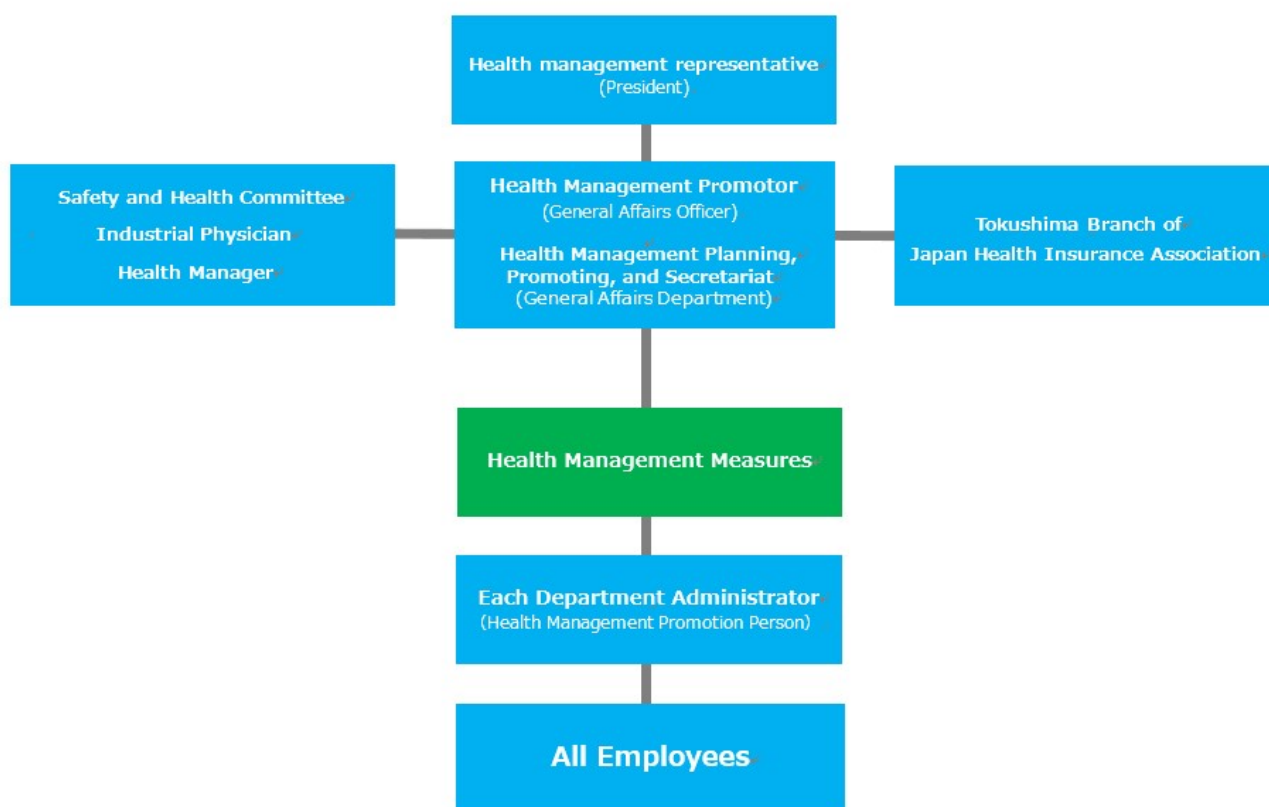 Health management representative
(President)
Safety and Health Committee
Industrial Physician
Health Manager
Health Management Promotor
(General Affairs Officer)
Health Management Planning,
Promoting, and Secretariat
(General Affairs Department)
Tokushima Branch of
Japan Health Insurance Association
Health Management Measures
Each Department Administrator
(Health Management Promotion Person)
All Employees